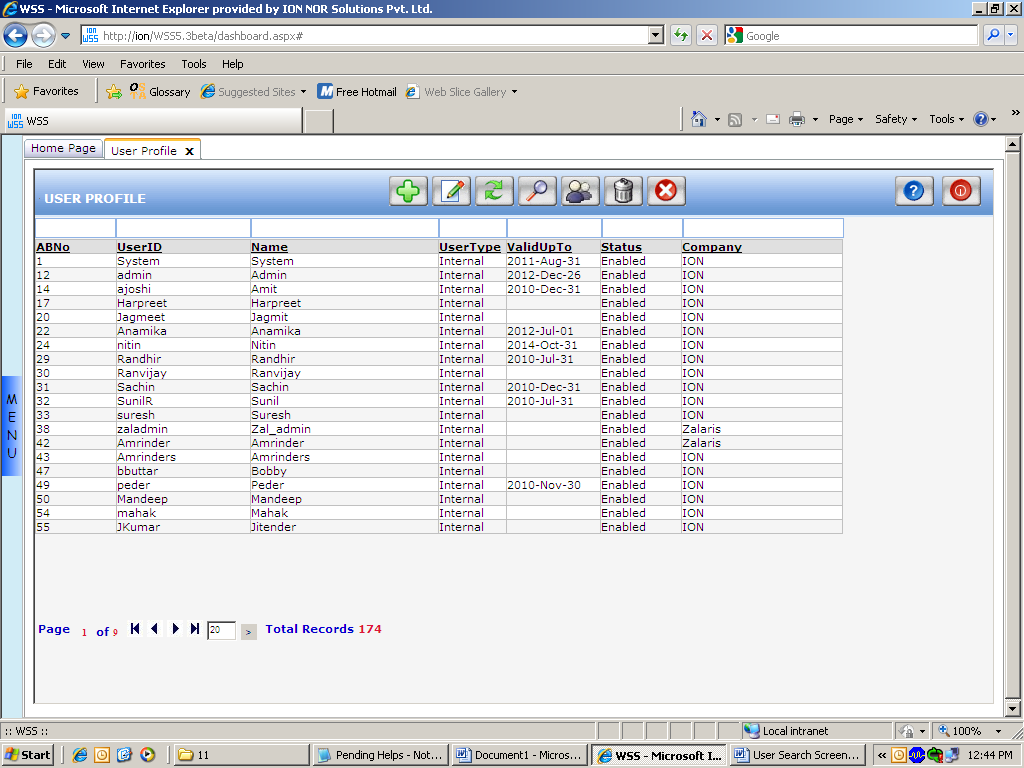 WSS - Microsoft Internet Explorer provided by ION NOR Solutions Pvt. Ltd.
ion WSS http://ion/WSS5.3beta/dashboard.aspx# Google
File Edit View Favorites Tools Help
Favorites Glossary Suggested Sites Free Hotmail Web Slice Gallery
ion WSS WSS Page Safety Tools
Home Page User Profile x
USER PROFILE
ABNo UserID Name UserType ValidUpTo Status Company
1 System System Internal 2011-Aug-31 Enabled ION
12 admin Admin Internal 2012-Dec-26 Enabled ION
14 ajoshi Amit Internal 2010-Dec-31 Enabled ION
17 Harpreet Harpreet Internal Enabled ION
20 Jagmeet Jagmit Internal Enabled ION
22 Anamika Anamika Internal 2012-Jul-01 Enabled ION
24 nitin Nitin Internal 2014-Oct-31 Enabled ION
29 Randhir Randhir Internal 2010-Jul-31 Enabled ION
30 Ranvijay Ranvijay Internal Enabled ION
31 Sachin Sachin Internal 2010-Dec-31 Enabled ION
32 SunilR Sunil Internal 2010-Jul-31 Enabled ION
33 suresh Suresh Internal Enabled ION
38 zaladmin Zal_admin Internal Enabled Zalaris
42 Amrinder Amrinder Internal Enabled Zalaris
43 Amrinders Amrinders Internal Enabled ION
47 bbuttar Bobby Internal Enabled ION
49 peder Peder Internal 2010-Nov-30 Enabled ION
50 Mandeep Mandeep Internal Enabled ION
54 mahak Mahak Internal Enabled ION
55 JKumar Jitender Internal Enabled ION
MENU
Page 1 of 9 20 > Total Records 174
:: WSS :: Local intranet 100%
Start 11 Pending Helps - Not... Document1 - Micros... WSS - Microsoft I... User Search Screen... 12:44 PM